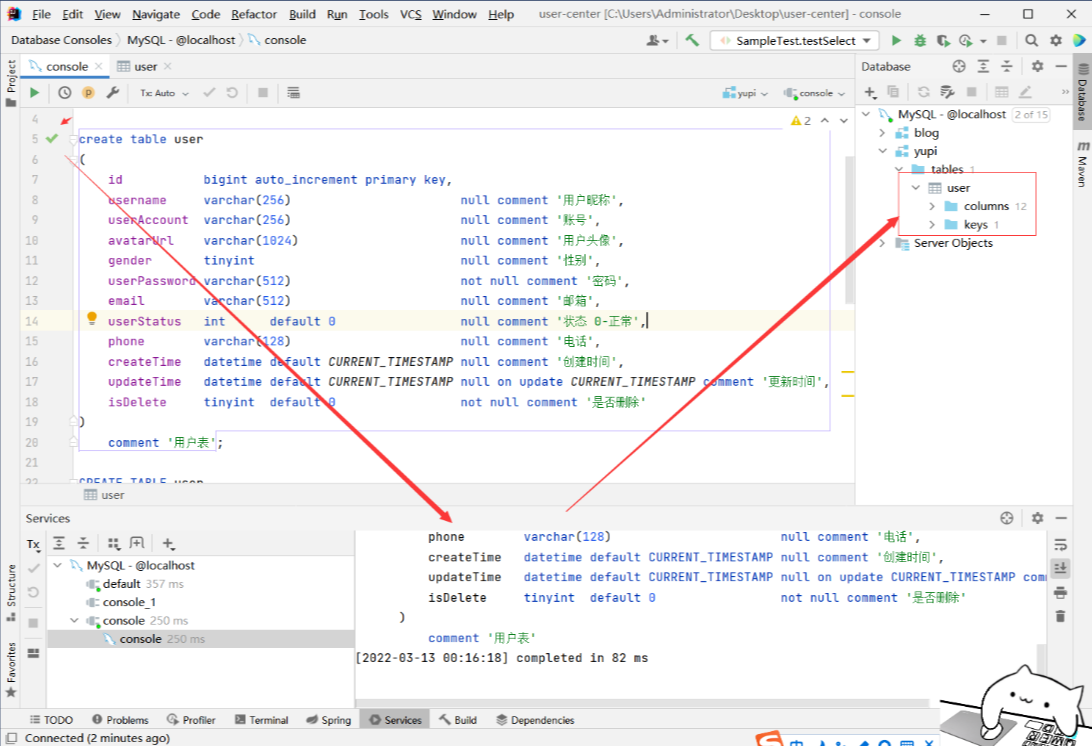 File Edit View Navigate Code Refactor Build Run Tools VCS Window Help user-center [C:\Users\Administrator\Desktop\user-center] - console
Database Consoles MySQL - @localhost console SampleTest.testSelect
Project
console user
Tx: Auto yupi console
4
5 create table user
6 (
7 id bigint auto_increment primary key,
8 username varchar(256) null comment '用户昵称',
9 userAccount varchar(256) null comment '账号',
10 avatarUrl varchar(1024) null comment '用户头像',
11 gender tinyint null comment '性别',
12 userPassword varchar(512) not null comment '密码',
13 email varchar(512) null comment '邮箱',
14 userStatus int default 0 null comment '状态 0-正常',
15 phone varchar(128) null comment '电话',
16 createTime datetime default CURRENT_TIMESTAMP null comment '创建时间',
17 updateTime datetime default CURRENT_TIMESTAMP null on update CURRENT_TIMESTAMP comment '更新时间',
18 isDelete tinyint default 0 not null comment '是否删除'
19 )
20 comment '用户表';
21
22 CREATE TABLE user
2
user
Database
MySQL - @localhost 2 of 15
blog
yupi
tables 1
user
columns 12
keys 1
Server Objects
Database
m Maven
Services
Tx
MySQL - @localhost
default 357 ms
console_1
console 250 ms
console 250 ms
phone varchar(128) null comment '电话',
createTime datetime default CURRENT_TIMESTAMP null comment '创建时间',
updateTime datetime default CURRENT_TIMESTAMP null on update CURRENT_TIMESTAMP com
isDelete tinyint default 0 not null comment '是否删除'
)
comment '用户表'
[2022-03-13 00:16:18] completed in 82 ms
Structure
Favorites
TODO Problems Profiler Terminal Spring Services Build Dependencies
Connected (2 minutes ago)